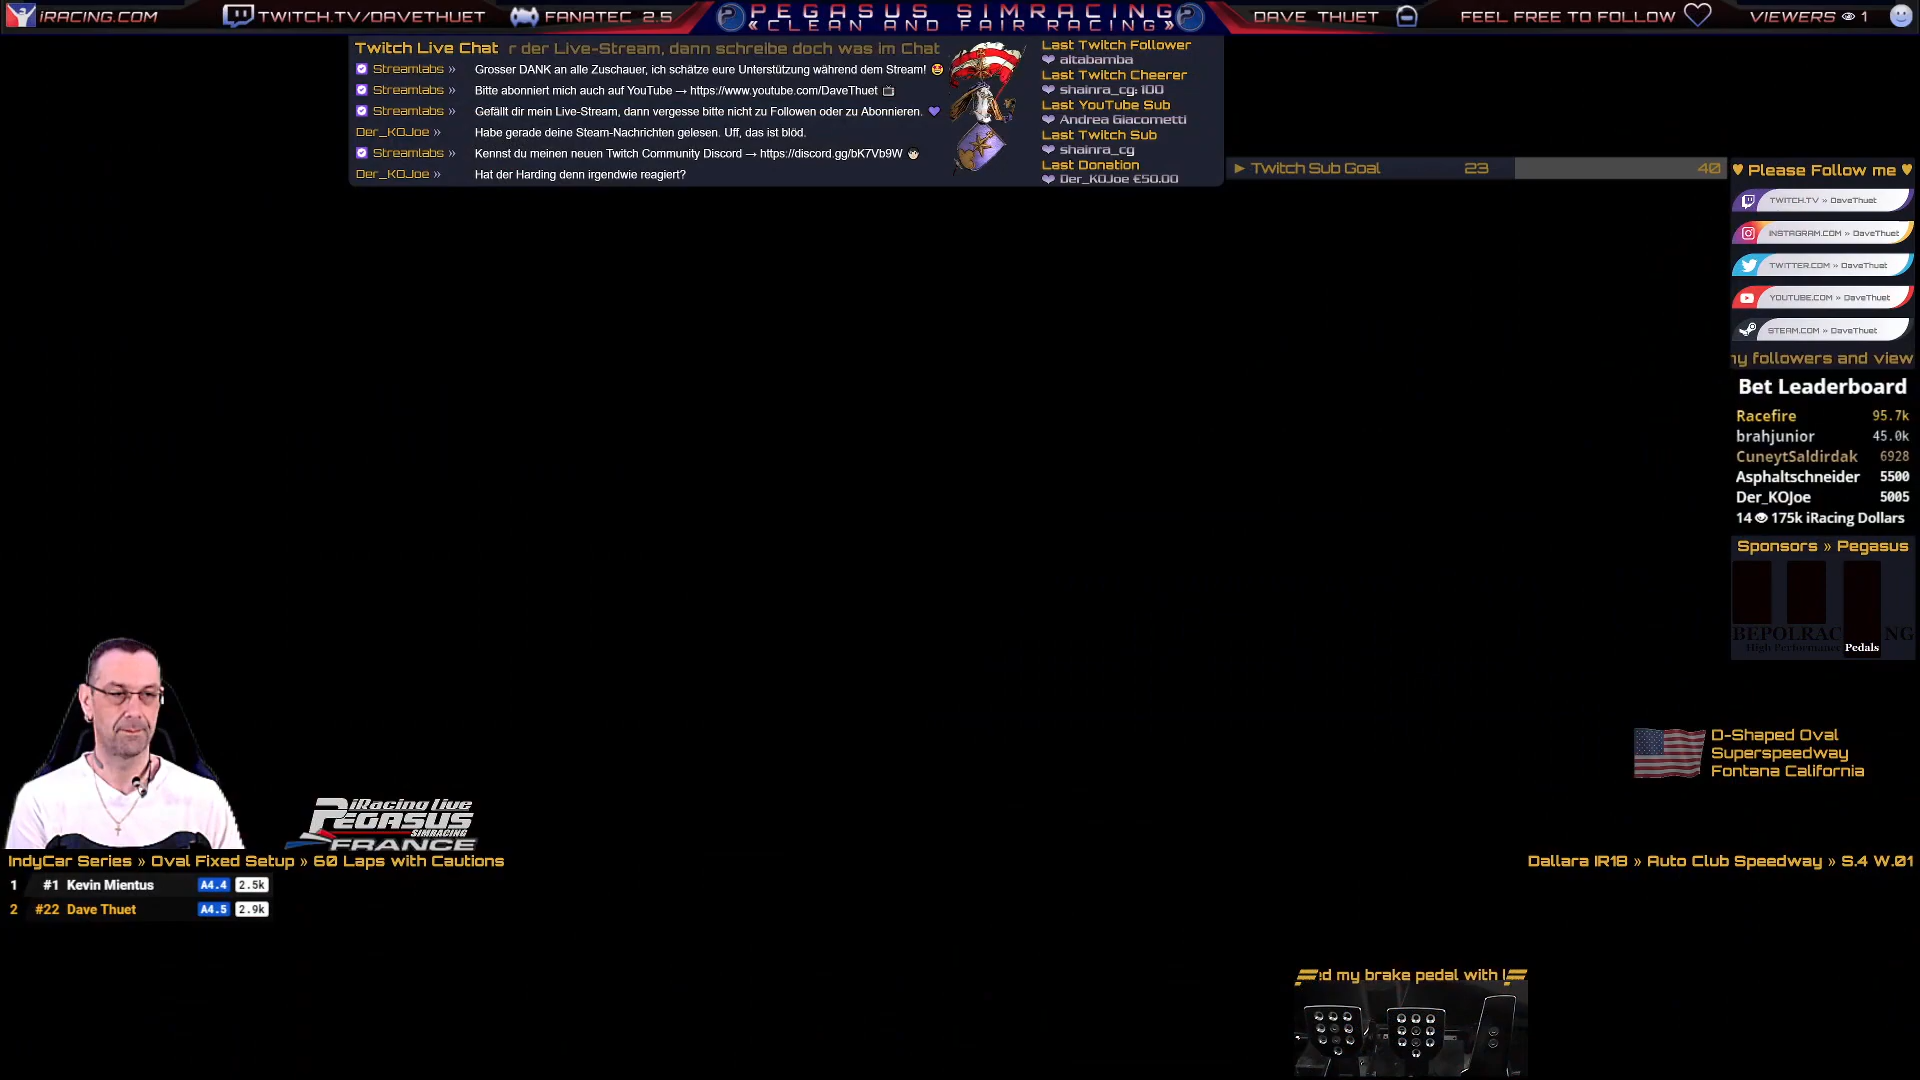 iRACING.COM
TWITCH.TV/DAVETHUET
FANATEC 2.5
PEGASUS SIMRACING
«CLEAN AND FAIR RACING»
DAVE THUET
FEEL FREE TO FOLLOW
VIEWERS 1
Twitch Live Chat
r der Live-Stream, dann schreibe doch was im Chat
Streamlabs » Grosser DANK an alle Zuschauer, ich schätze eure Unterstützung während dem Stream!
Streamlabs » Bitte abonniert mich auch auf YouTube → https://www.youtube.com/DaveThuet
Streamlabs » Gefällt dir mein Live-Stream, dann vergesse bitte nicht zu Followen oder zu Abonnieren.
Der_KOJoe » Habe gerade deine Steam-Nachrichten gelesen. Uff, das ist blöd.
Streamlabs » Kennst du meinen neuen Twitch Community Discord → https://discord.gg/bK7Vb9W
Der_KOJoe » Hat der Harding denn irgendwie reagiert?
Last Twitch Follower
altabamba
Last Twitch Cheerer
shainra_cg: 100
Last YouTube Sub
Andrea Giacometti
Last Twitch Sub
shainra_cg
Last Donation
Der_KOJoe €50.00
► Twitch Sub Goal 23 40
♥ Please Follow me ♥
TWITCH.TV » DaveThuet
INSTAGRAM.COM » DaveThuet
TWITTER.COM » DaveThuet
YOUTUBE.COM » DaveThuet
STEAM.COM » DaveThuet
ny followers and view
Bet Leaderboard
Racefire 95.7k
brahjunior 45.0k
CuneytSaldirdak 6928
Asphaltschneider 5500
Der_KOJoe 5005
14 175k iRacing Dollars
Sponsors » Pegasus
BEPOLRAC NG
High Performance Pedals
D-Shaped Oval
Superspeedway
Fontana California
iRacing Live
PEGASUS
SIMRACING
FRANCE
IndyCar Series » Oval Fixed Setup » 60 Laps with Cautions
Dallara IR18 » Auto Club Speedway » S.4 W.01
1 #1 Kevin Mientus A4.4 2.5k
2 #22 Dave Thuet A4.5 2.9k
d my brake pedal with